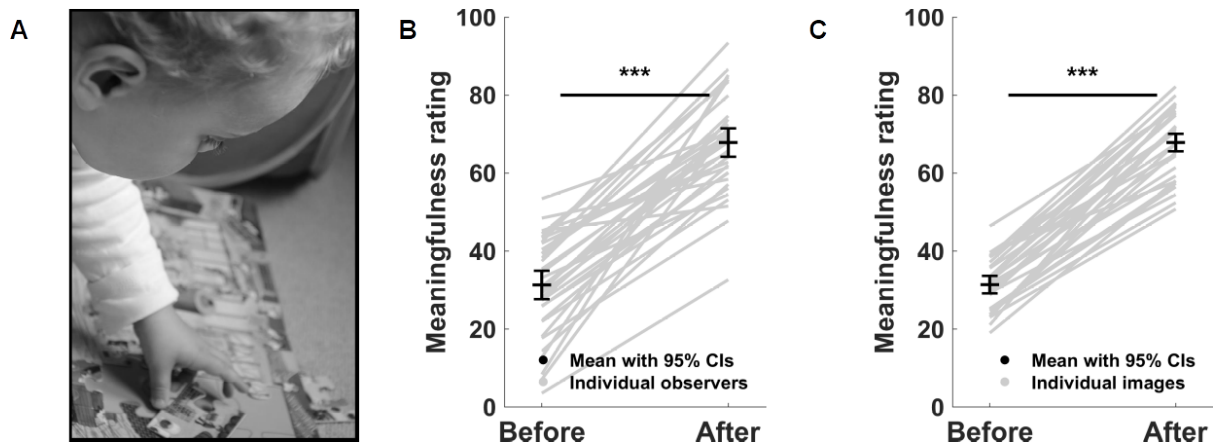 A
B
100
80
60
40
20
0
Meaningfulness rating
***
Mean with 95% CIs
Individual observers
Before
After
C
100
80
60
40
20
0
Meaningfulness rating
***
Mean with 95% CIs
Individual images
Before
After